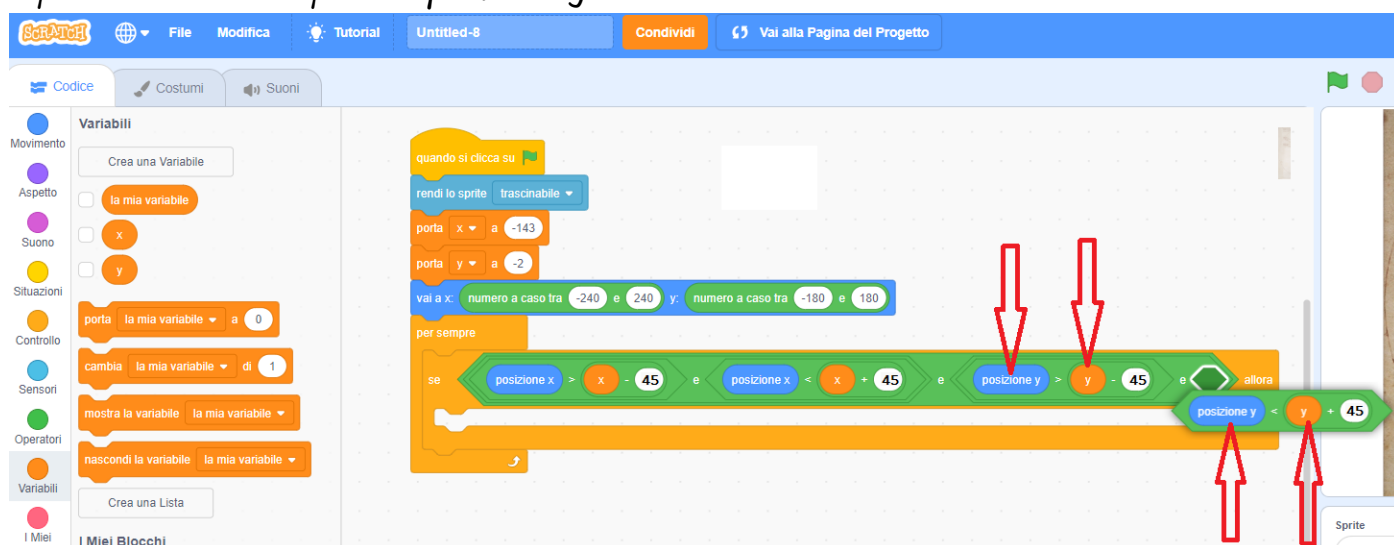 SCRATCH File Modifica Tutorial Untitled-8 Condividi Vai alla Pagina del Progetto
Codice Costumi Suoni
Movimento
Aspetto
Suono
Situazioni
Controllo
Sensori
Operatori
Variabili
I Miei
Variabili
Crea una Variabile
la mia variabile
x
y
porta la mia variabile a 0
cambia la mia variabile di 1
mostra la variabile la mia variabile
nascondi la variabile la mia variabile
Crea una Lista
I Miei Blocchi
quando si clicca su
rendi lo sprite trascinabile
porta x a -143
porta y a -2
vai a x: numero a caso tra -240 e 240 y: numero a caso tra -180 e 180
per sempre
se posizione x > x - 45 e posizione x < x + 45 e posizione y > y - 45 e allora
posizione y < y + 45
Sprite